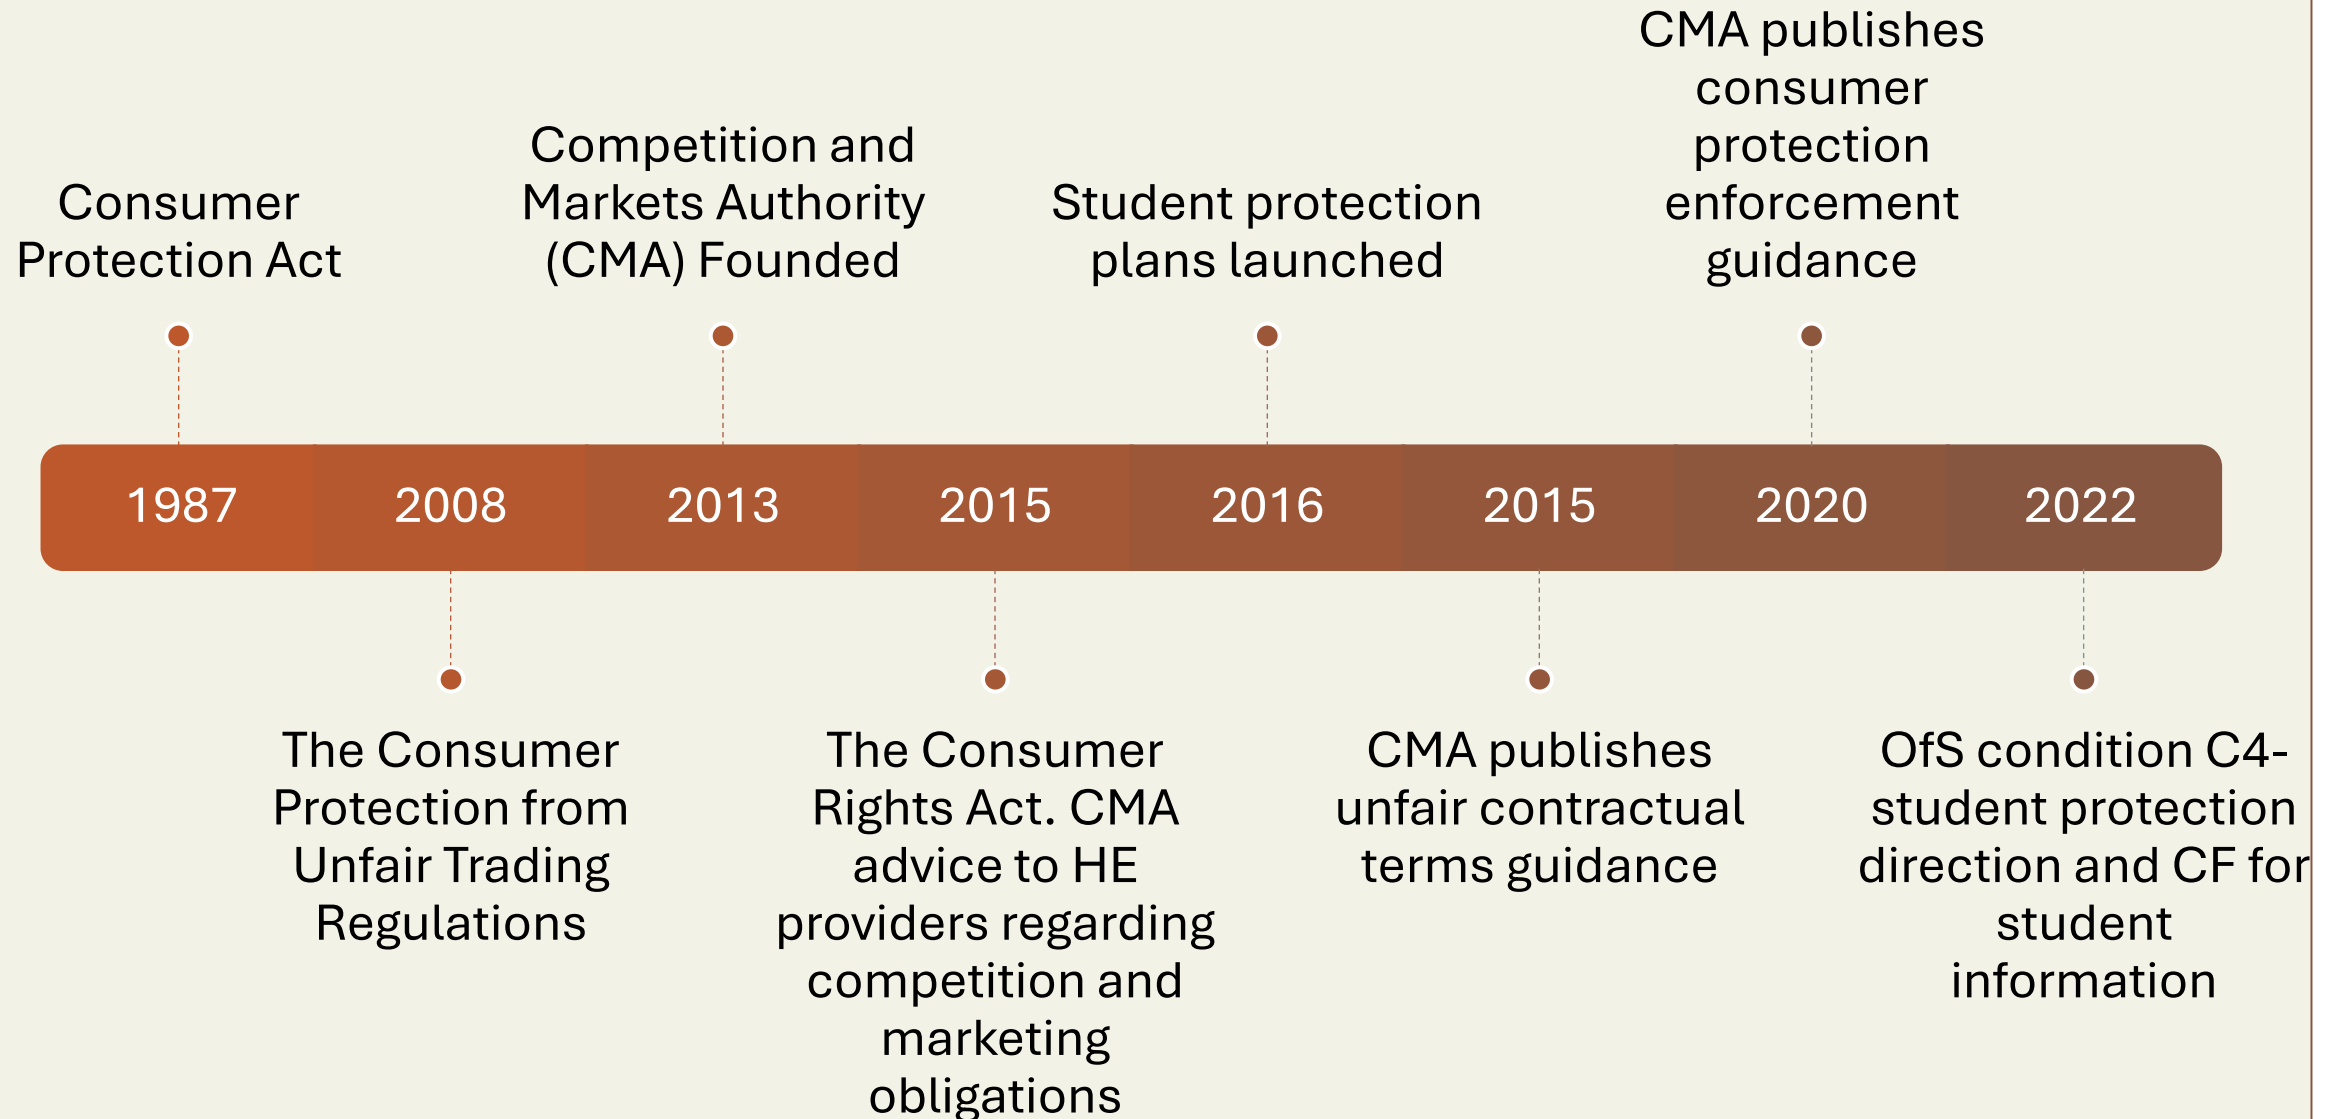 Consumer
Protection Act
Competition and
Markets Authority
(CMA) Founded
Student protection
plans launched
CMA publishes
consumer
protection
enforcement
guidance
1987
2008
2013
2015
2016
2015
2020
2022
The Consumer
Protection from
Unfair Trading
Regulations
The Consumer
Rights Act. CMA
advice to HE
providers regarding
competition and
marketing
obligations
CMA publishes
unfair contractual
terms guidance
OfS condition C4-
student protection
direction and CF for
student
information